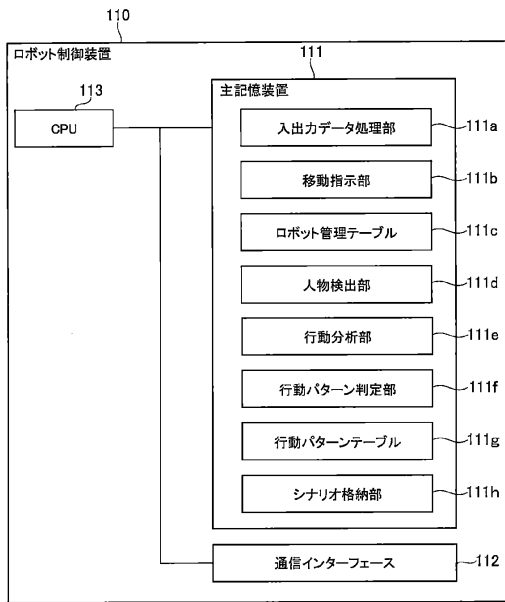 110
ロボット制御装置
113
CPU
111
主記憶装置
入出力データ処理部
111a
移動指示部
111b
ロボット管理テーブル
111c
人物検出部
111d
行動分析部
111e
行動パターン判定部
111f
行動パターンテーブル
111g
シナリオ格納部
111h
通信インターフェース
112